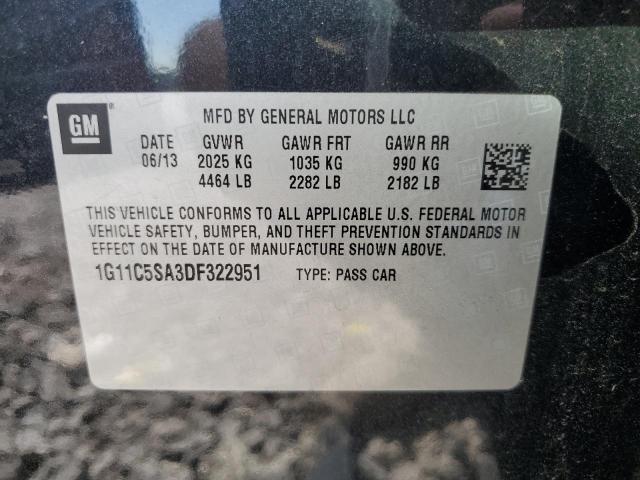 GM
MFD BY GENERAL MOTORS LLC
DATE GVWR GAWR FRT GAWR RR
06/13 2025 KG 1035 KG 990 KG
4464 LB 2282 LB 2182 LB
THIS VEHICLE CONFORMS TO ALL APPLICABLE U.S. FEDERAL MOTOR
VEHICLE SAFETY, BUMPER, AND THEFT PREVENTION STANDARDS IN
EFFECT ON THE DATE OF MANUFACTURE SHOWN ABOVE.
1G11C5SA3DF322951 TYPE: PASS CAR